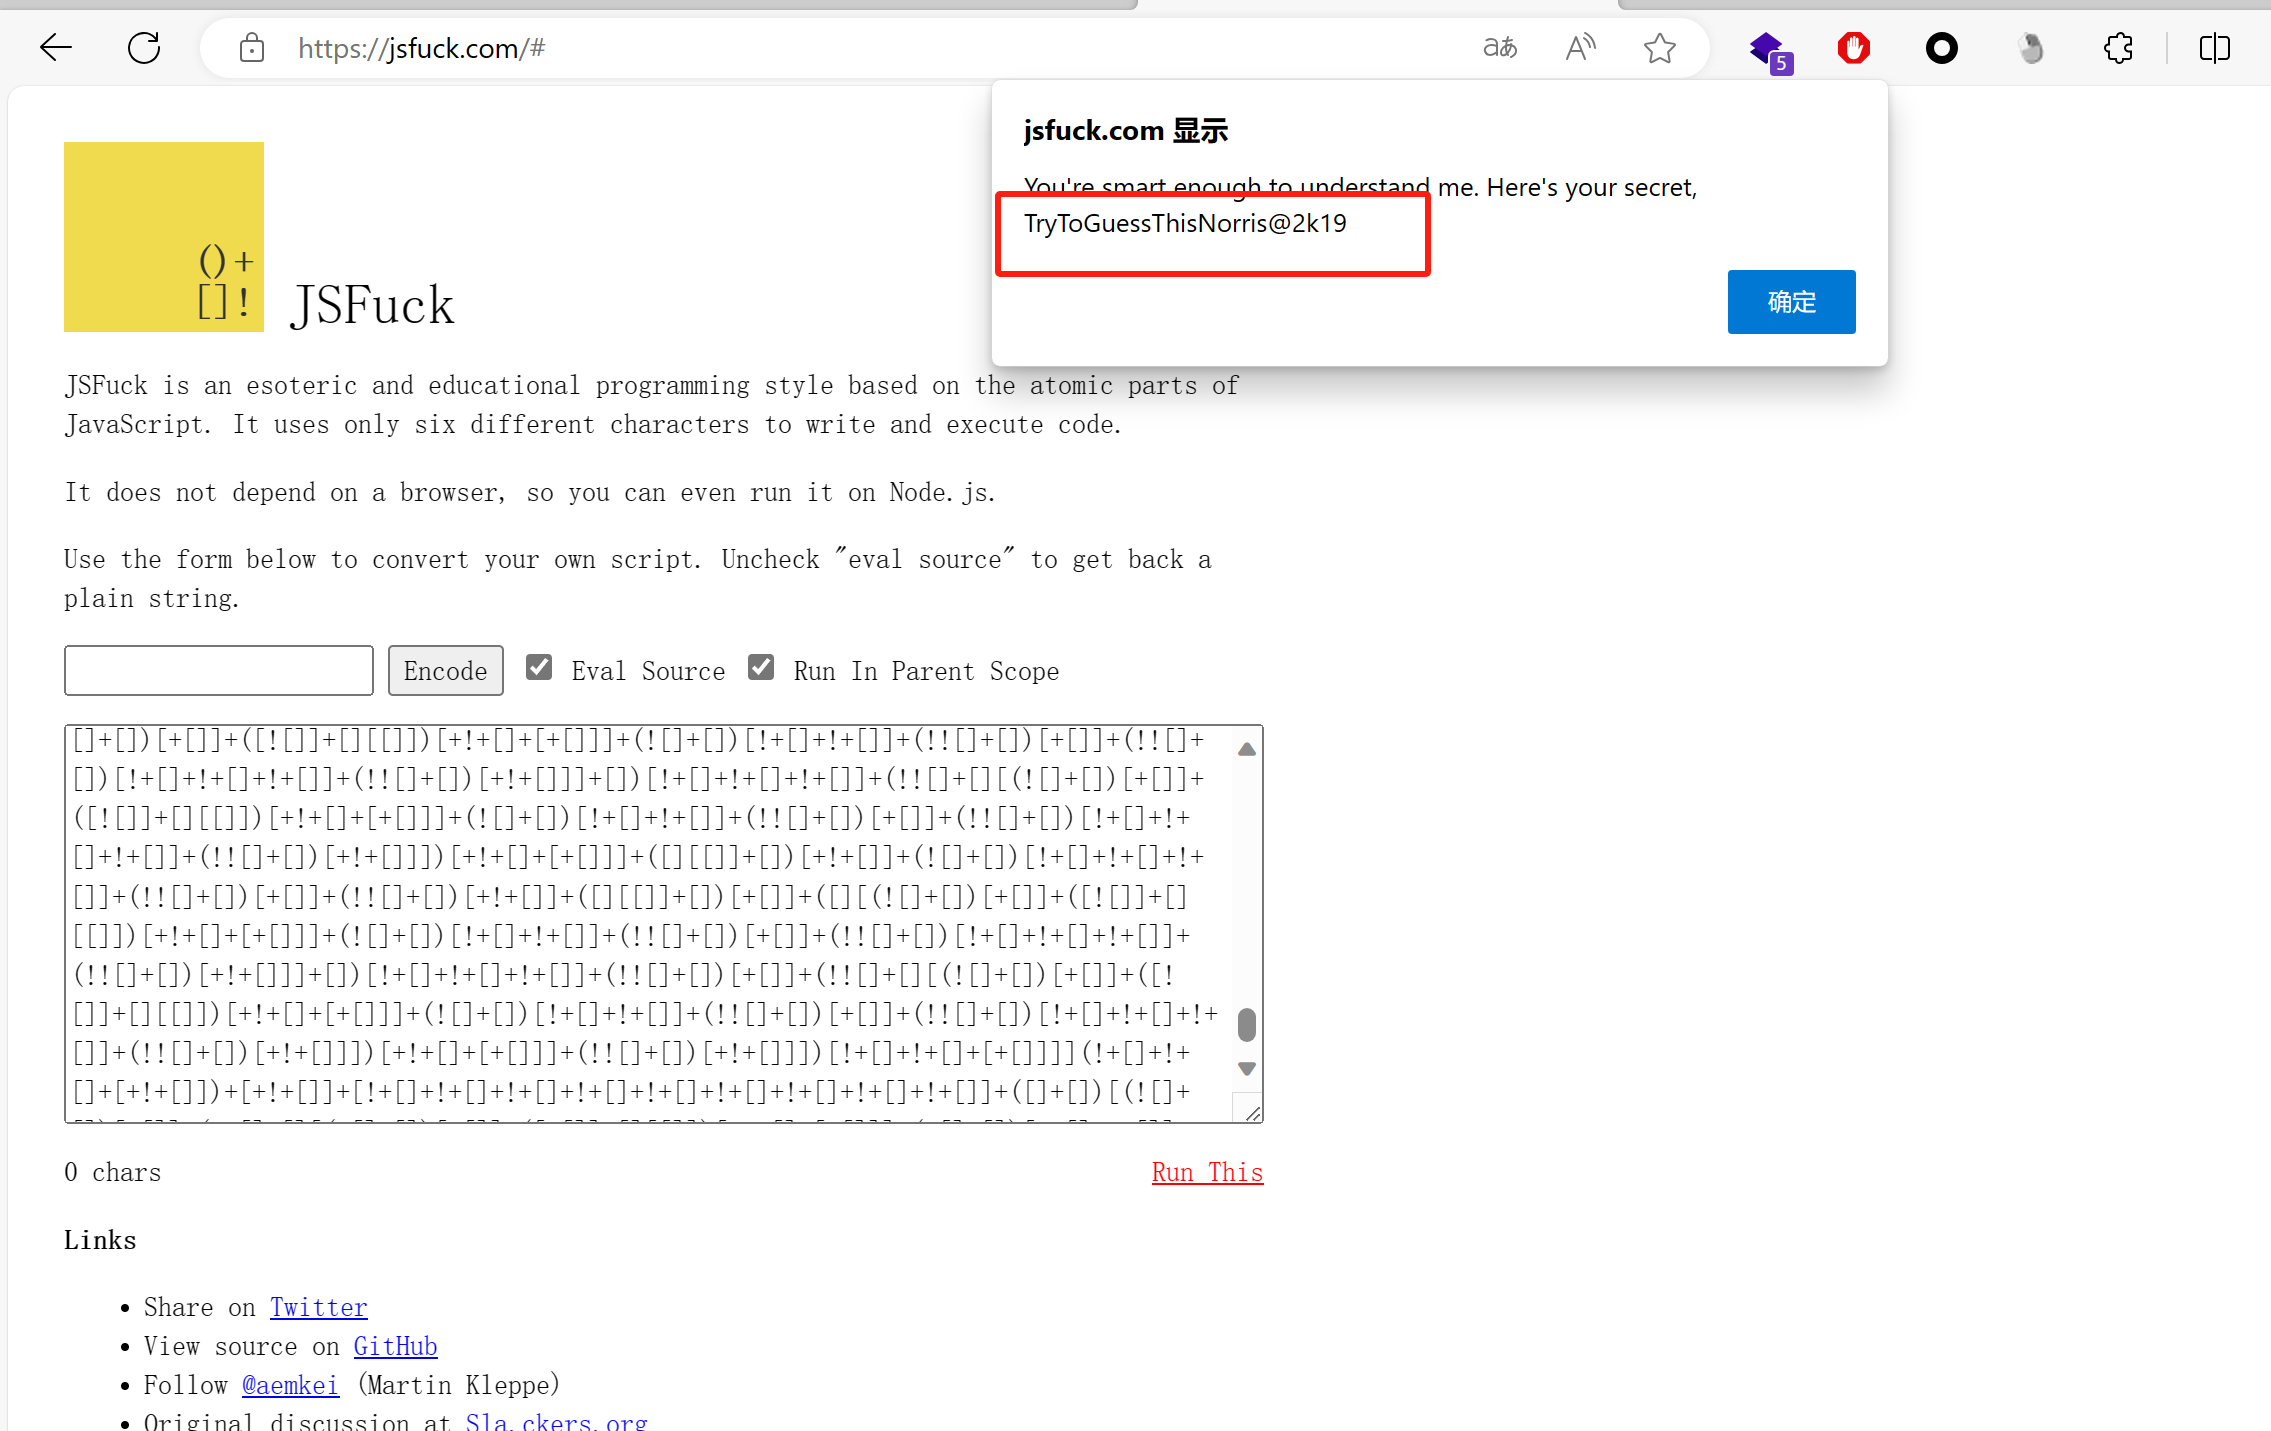 https://jsfuck.com/#
5
jsfuck.com 显示
You're smart enough to understand me. Here's your secret,
TryToGuessThisNorris@2k19
确定
()+
[]!
JSFuck
JSFuck is an esoteric and educational programming style based on the atomic parts of
JavaScript. It uses only six different characters to write and execute code.
It does not depend on a browser, so you can even run it on Node.js.
Use the form below to convert your own script. Uncheck "eval source" to get back a
plain string.
Encode
Eval Source
Run In Parent Scope
[]+[])[+[]]+([![]]+[][[]])[+!+[]+[+[]]]+(![]+[])[!+[]+!+[]]+(!![]+[])[+[]]+(!![]+
[])[!+[]+!+[]+!+[]]+(!![]+[])[+!+[]]]+[])[!+[]+!+[]+!+[]]+(!![]+[][(![]+[])[+[]]+
([![]]+[][[]])[+!+[]+[+[]]]+(![]+[])[!+[]+!+[]]+(!![]+[])[+[]]+(!![]+[])[!+[]+!+
[]+!+[]]+(!![]+[])[+!+[]]])[+!+[]+[+[]]]+([][[]]+[])[+!+[]]+(![]+[])[!+[]+!+[]+!+
[]]+(!![]+[])[+[]]+(!![]+[])[+!+[]]+([][[]]+[])[+[]]+([][(![]+[])[+[]]+([![]]+[]
[[]])[+!+[]+[+[]]]+(![]+[])[!+[]+!+[]]+(!![]+[])[+[]]+(!![]+[])[!+[]+!+[]+!+[]]+
(!![]+[])[+!+[]]]+[])[!+[]+!+[]+!+[]]+(!![]+[])[+[]]+(!![]+[][(![]+[])[+[]]+([!
[]]+[][[]])[+!+[]+[+[]]]+(![]+[])[!+[]+!+[]]+(!![]+[])[+[]]+(!![]+[])[!+[]+!+[]+!+
[]]+(!![]+[])[+!+[]]])[+!+[]+[+[]]]+(!![]+[])[+!+[]]])[!+[]+!+[]+[+[]]]](!+[]+!+
[]+[+!+[]])+[+!+[]]+[!+[]+!+[]+!+[]+!+[]+!+[]+!+[]+!+[]+!+[]+!+[]]+([]+[])[(![]+
0 chars
Run This
Links
Share on Twitter
View source on GitHub
Follow @aemkei (Martin Kleppe)
Original discussion at Sla.ckers.org